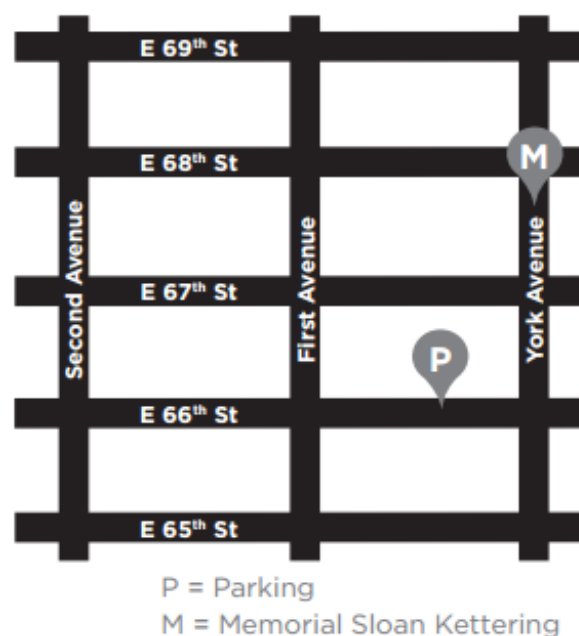 E 69th St
E 68th St
M
Second Avenue
First Avenue
York Avenue
E 67th St
P
E 66th St
E 65th St
P = Parking
M = Memorial Sloan Kettering